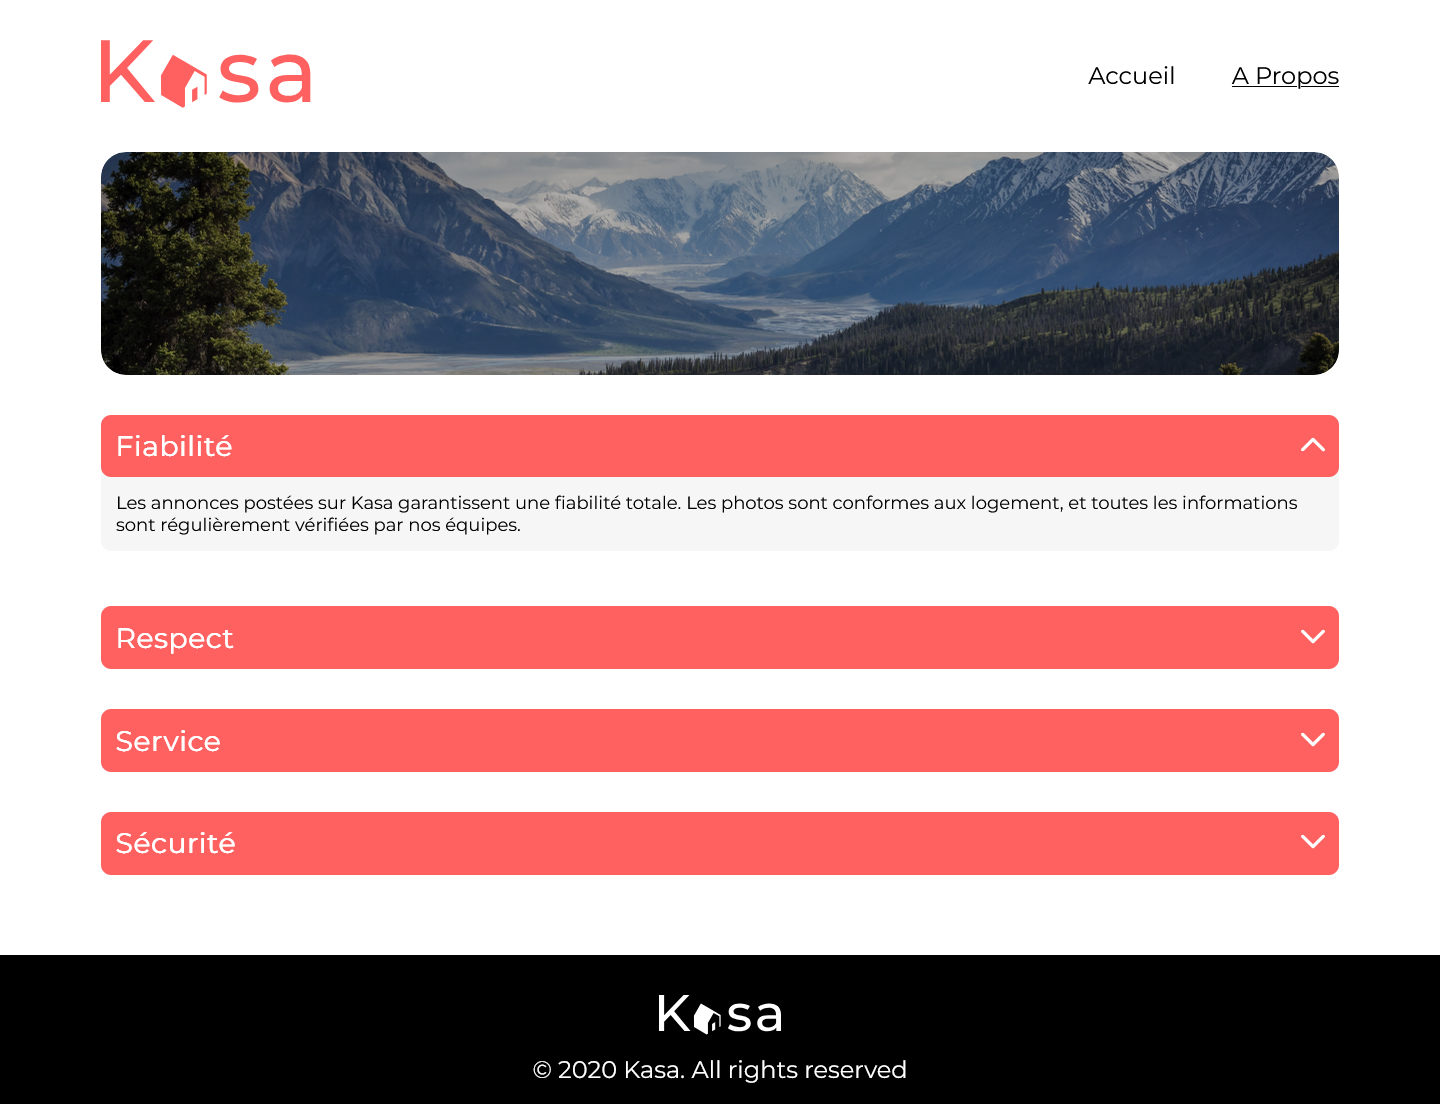 Kasa
Accueil
A Propos
Fiabilité
Les annonces postées sur Kasa garantissent une fiabilité totale. Les photos sont conformes aux logement, et toutes les informations
sont régulièrement vérifiées par nos équipes.
Respect
Service
Sécurité
Kasa
© 2020 Kasa. All rights reserved